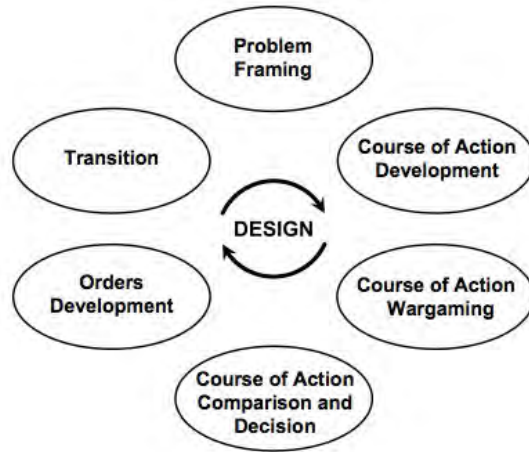 Problem
Framing
Course of Action
Development
Course of Action
Wargaming
Course of Action
Comparison and
Decision
Orders
Development
Transition
DESIGN